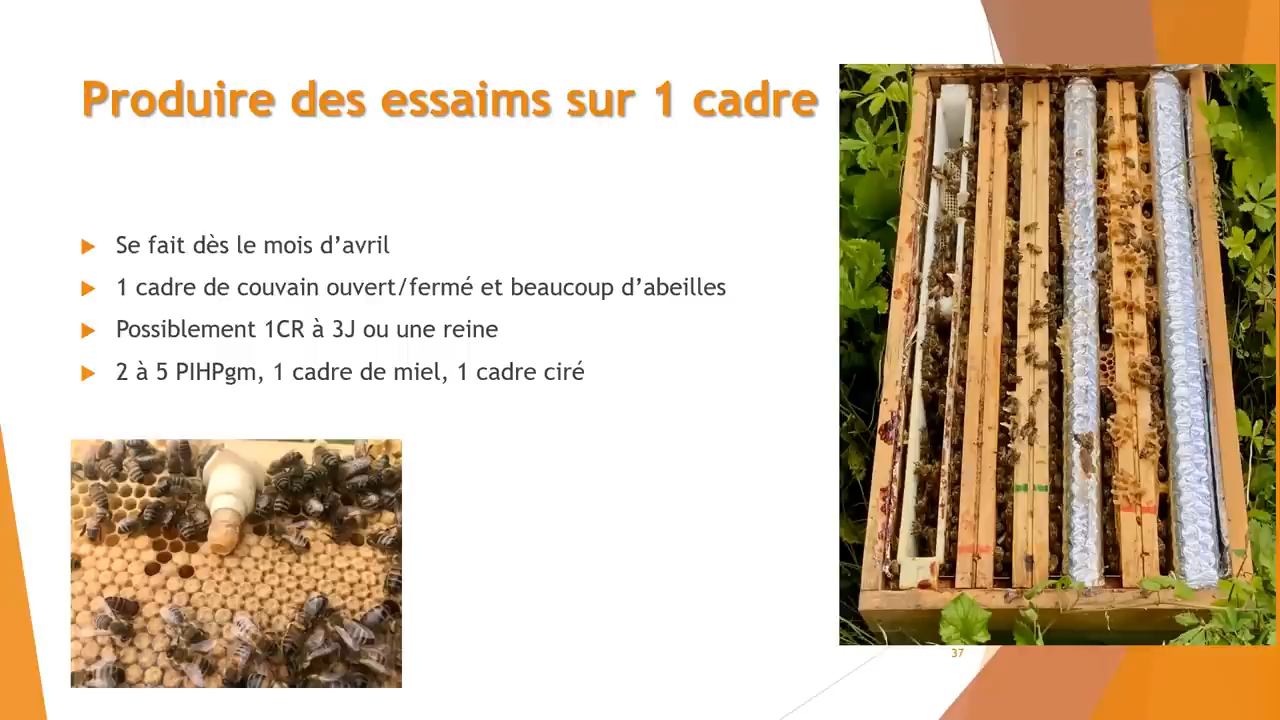 Produire des essaims sur 1 cadre
Se fait dès le mois d’avril
1 cadre de couvain ouvert/fermé et beaucoup d’abeilles
Possiblement 1CR à 3J ou une reine
2 à 5 PIHPgm, 1 cadre de miel, 1 cadre ciré
37